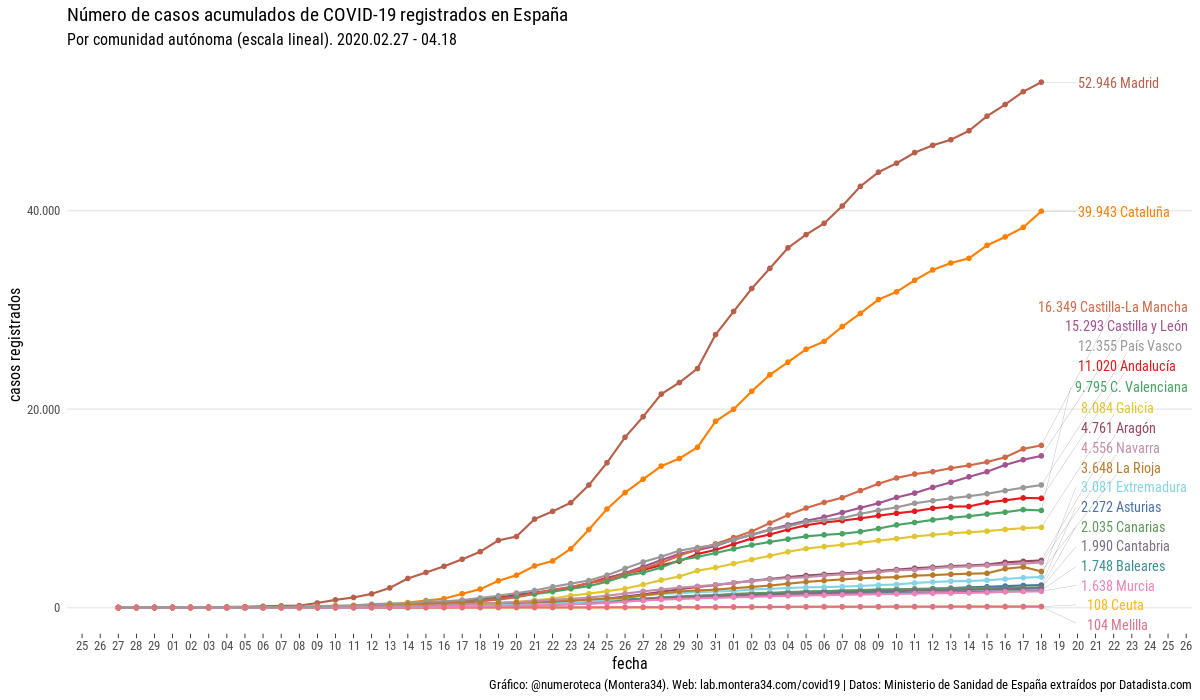 Número de casos acumulados de COVID-19 registrados en España
Por comunidad autónoma (escala lineal). 2020.02.27 - 04.18
casos registrados
40.000
20.000
0
52.946 Madrid
39.943 Cataluña
16.349 Castilla-La Mancha
15.293 Castilla y León
12.355 País Vasco
11.020 Andalucía
9.795 C. Valenciana
8.084 Galicia
4.761 Aragón
4.556 Navarra
3.648 La Rioja
3.081 Extremadura
2.272 Asturias
2.035 Canarias
1.990 Cantabria
1.748 Baleares
1.638 Murcia
108 Ceuta
104 Melilla
25 26 27 28 29 01 02 03 04 05 06 07 08 09 10 11 12 13 14 15 16 17 18 19 20 21 22 23 24 25 26 27 28 29 30 31 01 02 03 04 05 06 07 08 09 10 11 12 13 14 15 16 17 18 19 20 21 22 23 24 25 26
fecha
Gráfico: @numeroteca (Montera34). Web: lab.montera34.com/covid19 | Datos: Ministerio de Sanidad de España extraídos por Datadista.com